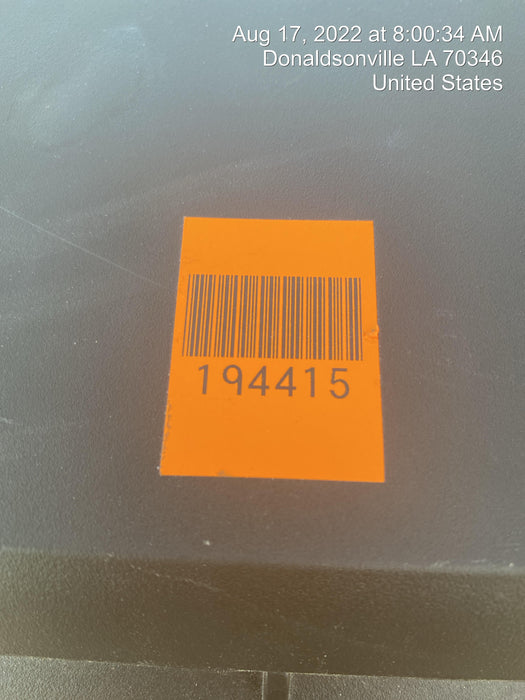 Aug 17, 2022 at 8:00:34 AM
Donaldsonville LA 70346
United States
194415